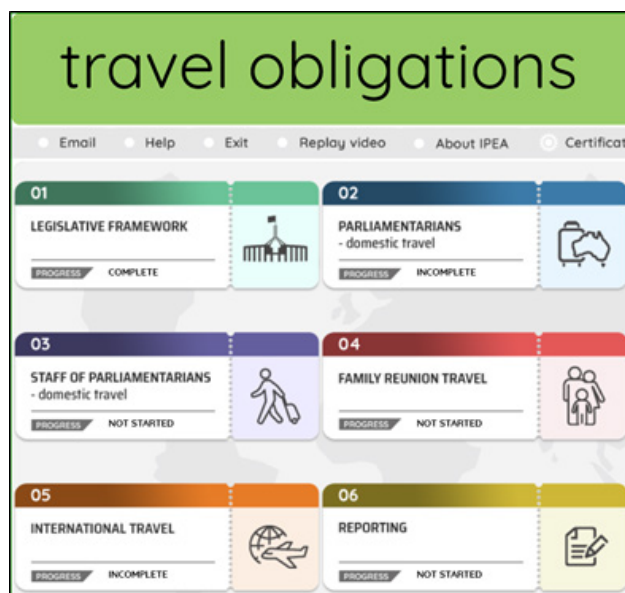 travel obligations
Email Help Exit Replay video About IPEA Certificat
01
LEGISLATIVE FRAMEWORK
PROGRESS COMPLETE
02
PARLIAMENTARIANS
- domestic travel
PROGRESS INCOMPLETE
03
STAFF OF PARLIAMENTARIANS
- domestic travel
PROGRESS NOT STARTED
04
FAMILY REUNION TRAVEL
PROGRESS NOT STARTED
05
INTERNATIONAL TRAVEL
PROGRESS INCOMPLETE
06
REPORTING
PROGRESS NOT STARTED